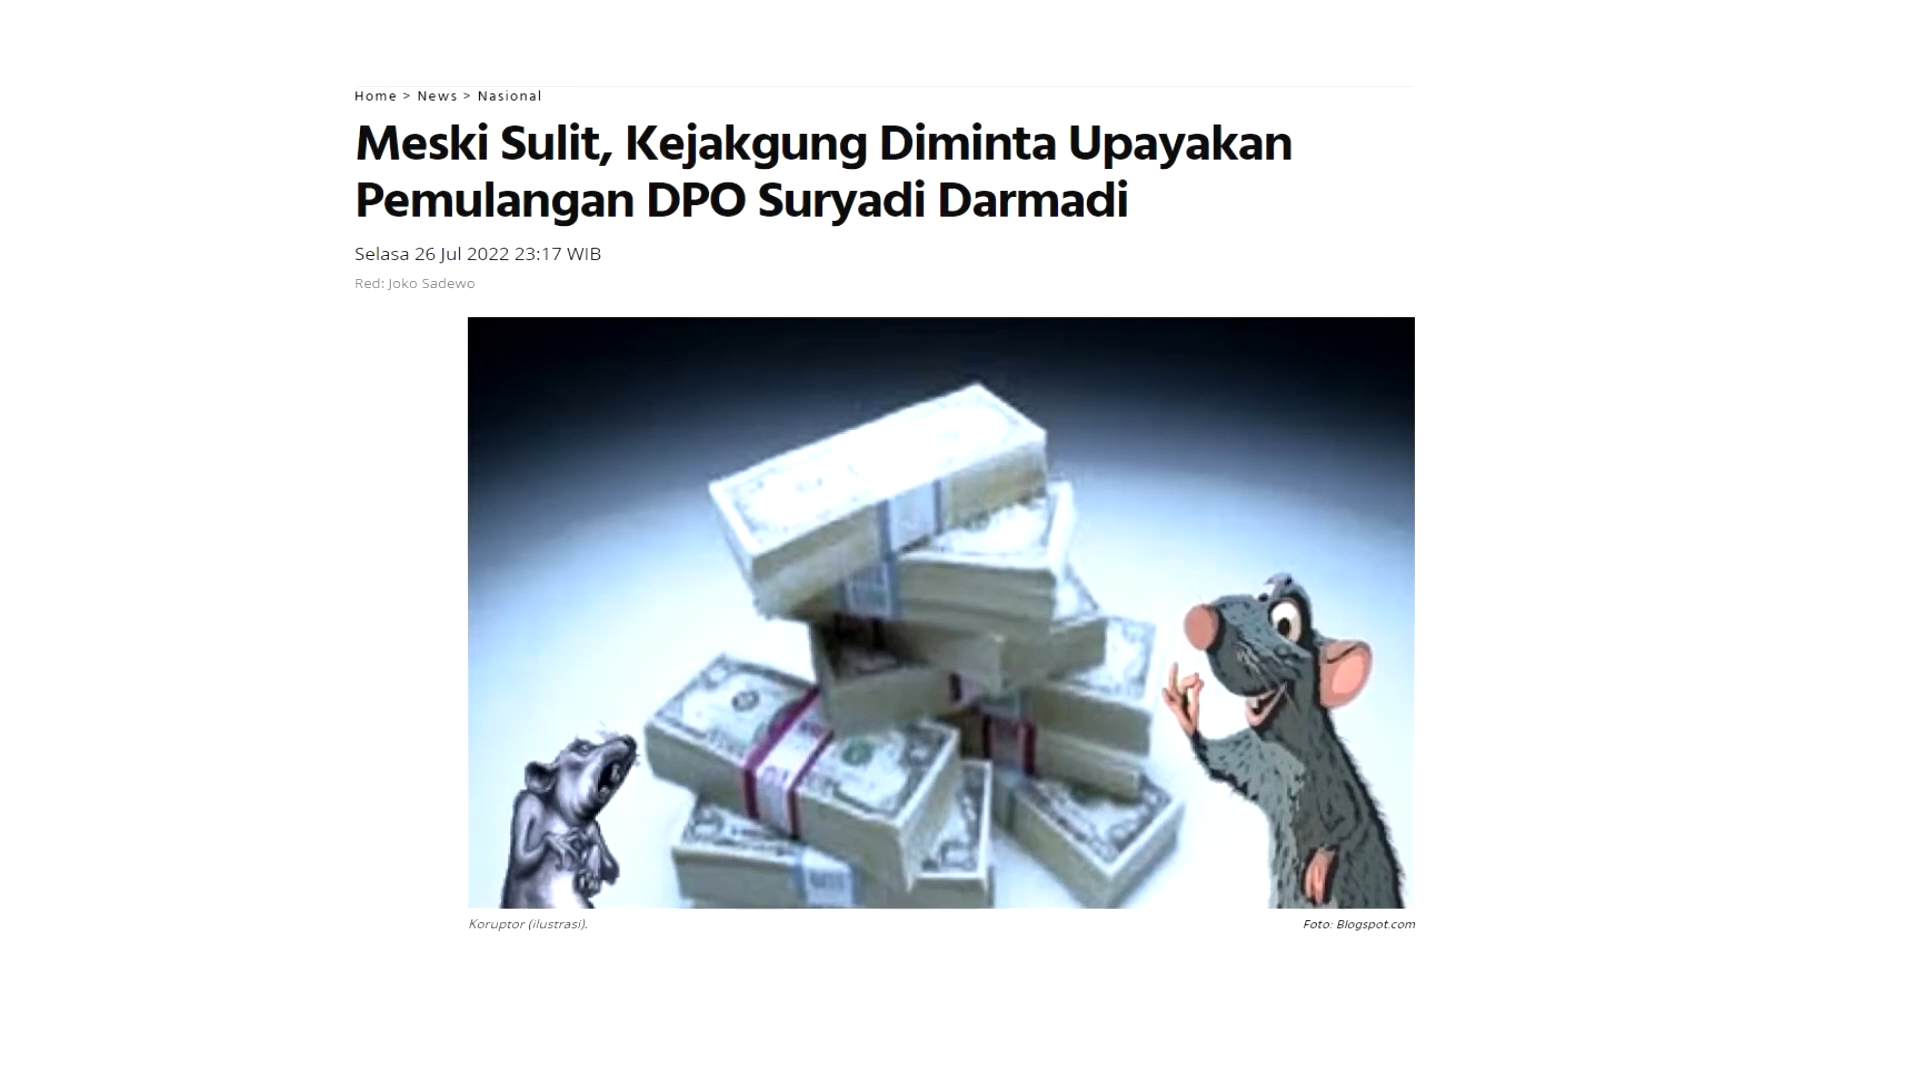 Home > News > Nasional
Meski Sulit, Kejakgung Diminta Upayakan
Pemulangan DPO Suryadi Darmadi
Selasa 26 Jul 2022 23:17 WIB
Red: Joko Sadewo
Koruptor (ilustrasi).
Foto: Blogspot.com